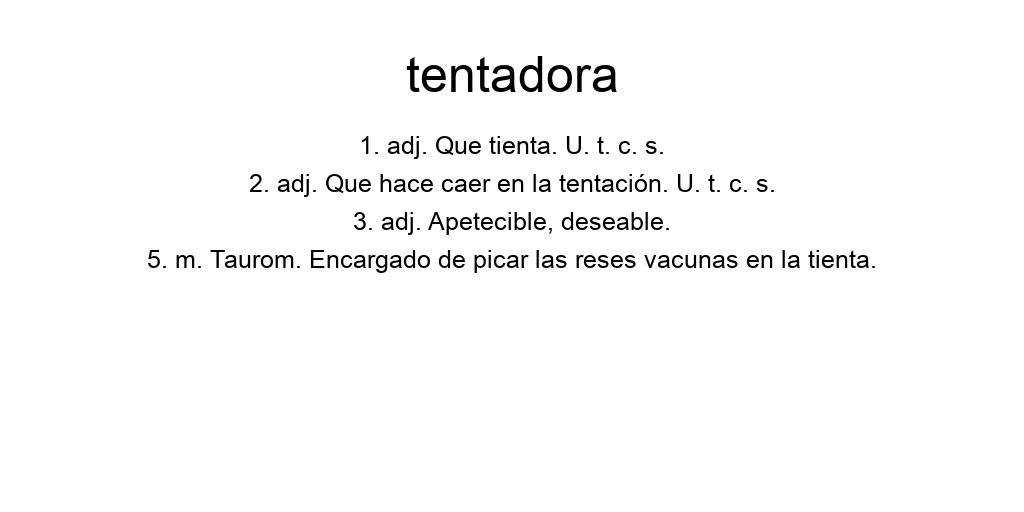 tentadora
1. adj. Que tienta. U. t. c. s.
2. adj. Que hace caer en la tentación. U. t. c. s.
3. adj. Apetecible, deseable.
5. m. Taurom. Encargado de picar las reses vacunas en la tienta.